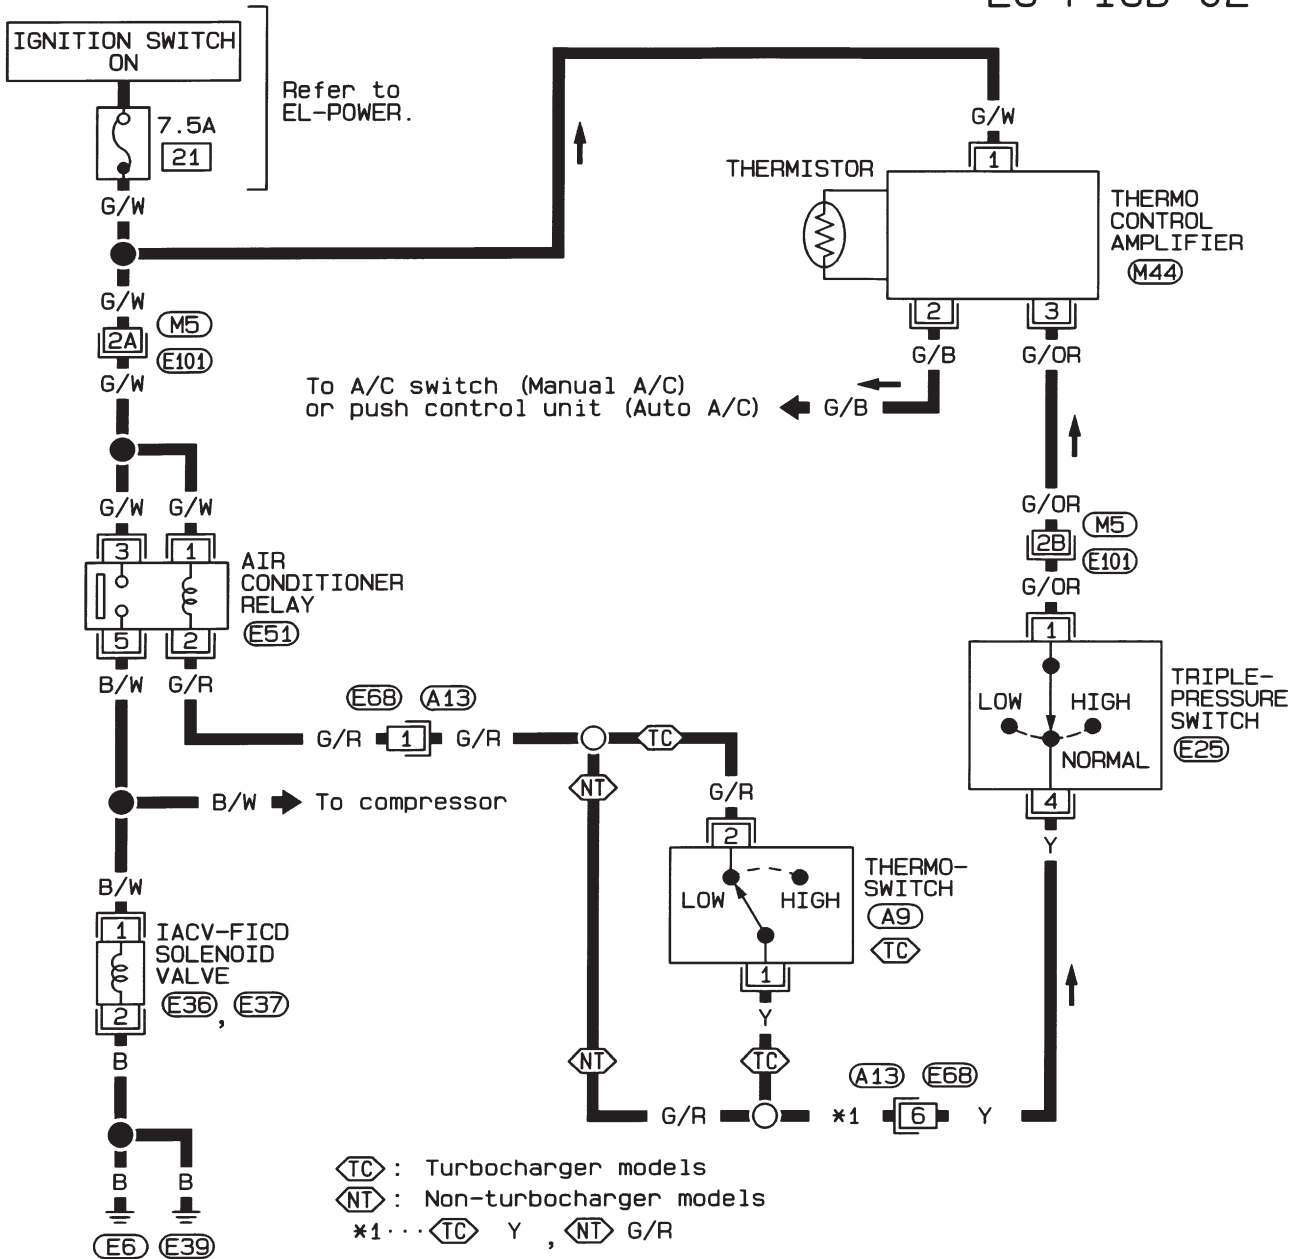 IGNITION SWITCH
ON
Refer to
EL-POWER.
7.5A
21
G/W
G/W
THERMISTOR
1
THERMO
CONTROL
AMPLIFIER
M44
G/W
2A
M5
E101
G/W
2
3
G/B
G/OR
To A/C switch (Manual A/C)
or push control unit (Auto A/C)
G/B
G/W
G/W
G/OR
M5
2B
E101
G/OR
3
1
AIR
CONDITIONER
RELAY
E51
5
2
B/W
G/R
1
TRIPLE-
PRESSURE
SWITCH
E25
LOW
HIGH
NORMAL
4
Y
E68
A13
G/R
1
G/R
TC
NT
G/R
B/W
To compressor
2
THERMO-
SWITCH
A9
TC
LOW
HIGH
1
Y
B/W
1
IACV-FICD
SOLENOID
VALVE
E36 , E37
2
B
NT
TC
A13
E68
G/R
*1
6
Y
B
B
E6
E39
TC : Turbocharger models
NT : Non-turbocharger models
*1··· TC Y , NT G/R